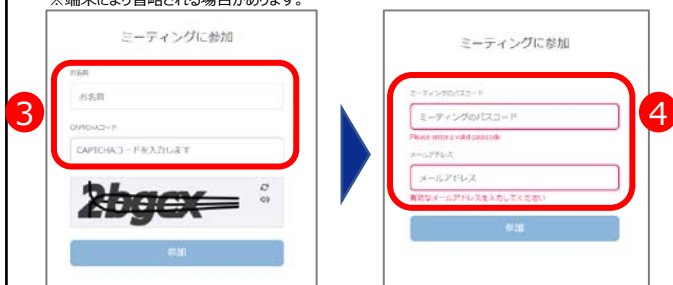 ※端末により省略される場合があります。
ミーティングに参加
お名前
お名前
CAPTCHAコード
CAPTCHAコードを入力します
2bgcx
参加
3
ミーティングに参加
ミーティングのパスコード
ミーティングのパスコード
Please enter a valid passcode
メールアドレス
メールアドレス
有効なメールアドレスを入力してください
参加
4